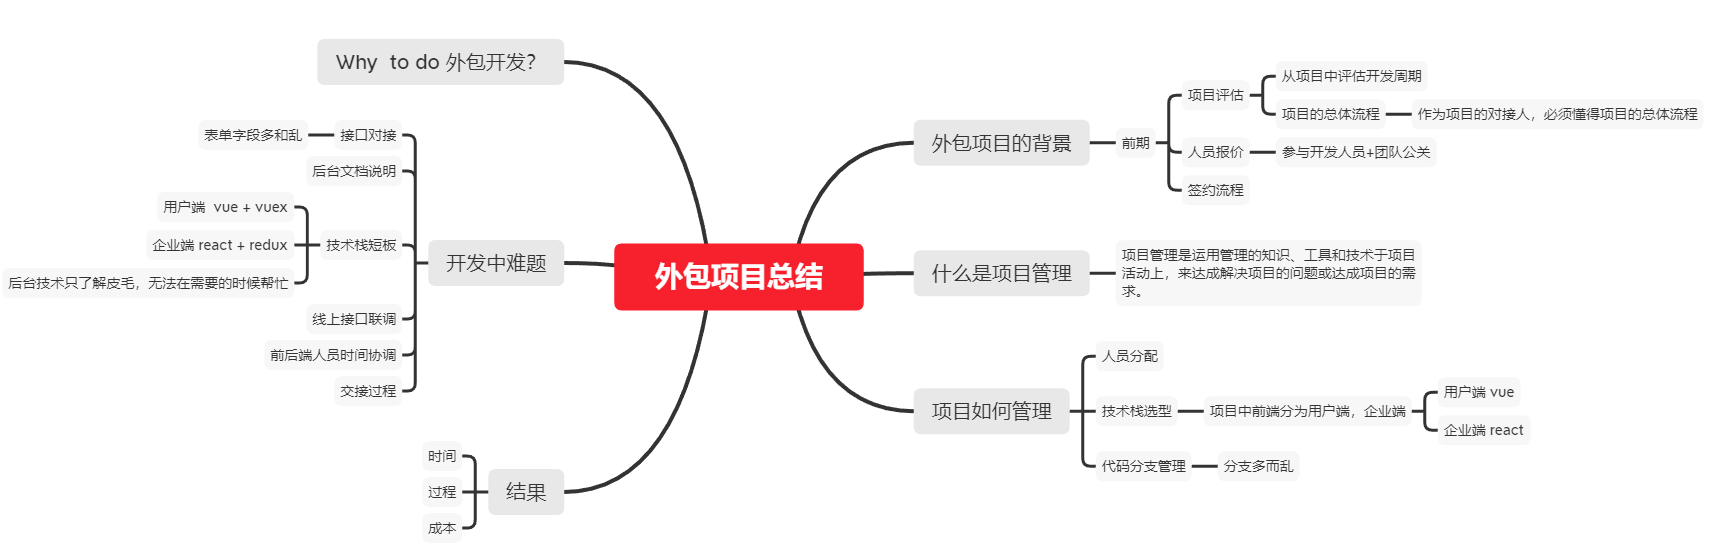 外包项目总结
Why to do 外包开发？
外包项目的背景
前期
项目评估
从项目中评估开发周期
项目的总体流程
作为项目的对接人，必须懂得项目的总体流程
人员报价
参与开发人员+团队公关
签约流程
什么是项目管理
项目管理是运用管理的知识、工具和技术于项目
活动上，来达成解决项目的问题或达成项目的需
求。
项目如何管理
人员分配
技术栈选型
项目中前端分为用户端，企业端
用户端 vue
企业端 react
代码分支管理
分支多而乱
开发中难题
接口对接
表单字段多和乱
后台文档说明
技术栈短板
用户端 vue + vuex
企业端 react + redux
后台技术只了解皮毛，无法在需要的时候帮忙
线上接口联调
前后端人员时间协调
交接过程
结果
时间
过程
成本